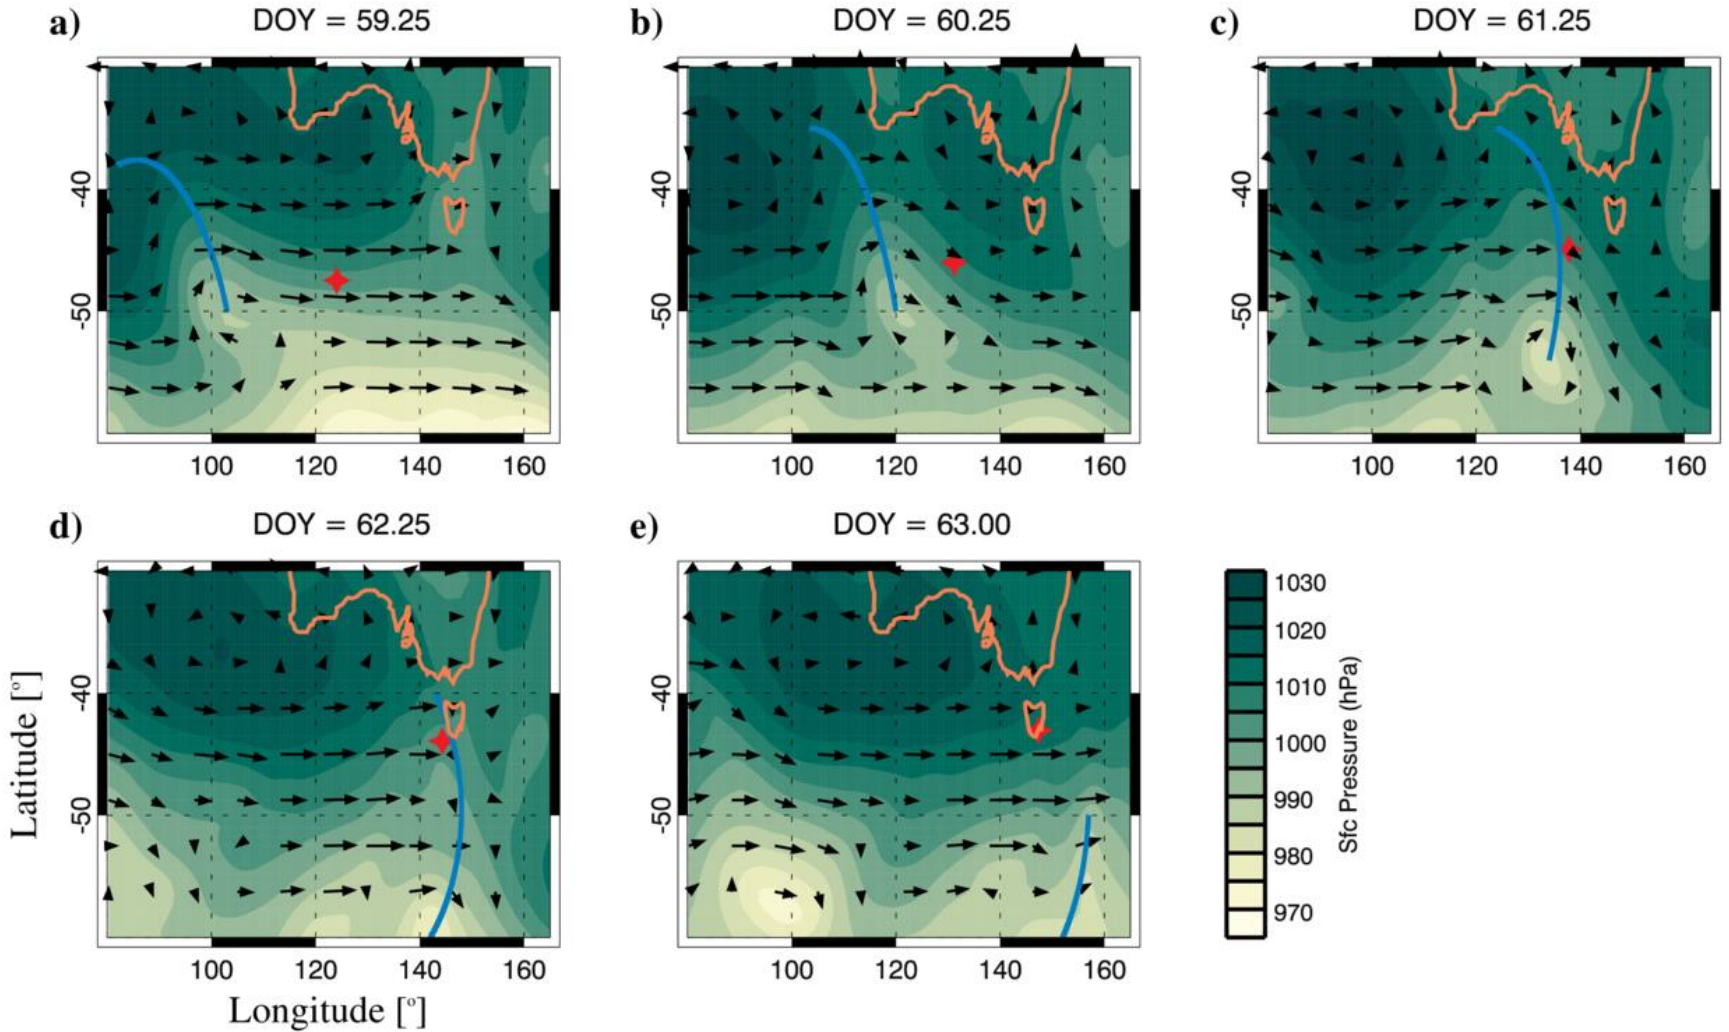 a) DOY = 59.25
b) DOY = 60.25
c) DOY = 61.25
-40
-50
100 120 140 160
-40
-50
100 120 140 160
-40
-50
100 120 140 160
d) DOY = 62.25
e) DOY = 63.00
Latitude [°]
-40
-50
100 120 140 160
Longitude [°]
-40
-50
100 120 140 160
1030
1020
1010
1000
990
980
970
Sfc Pressure (hPa)